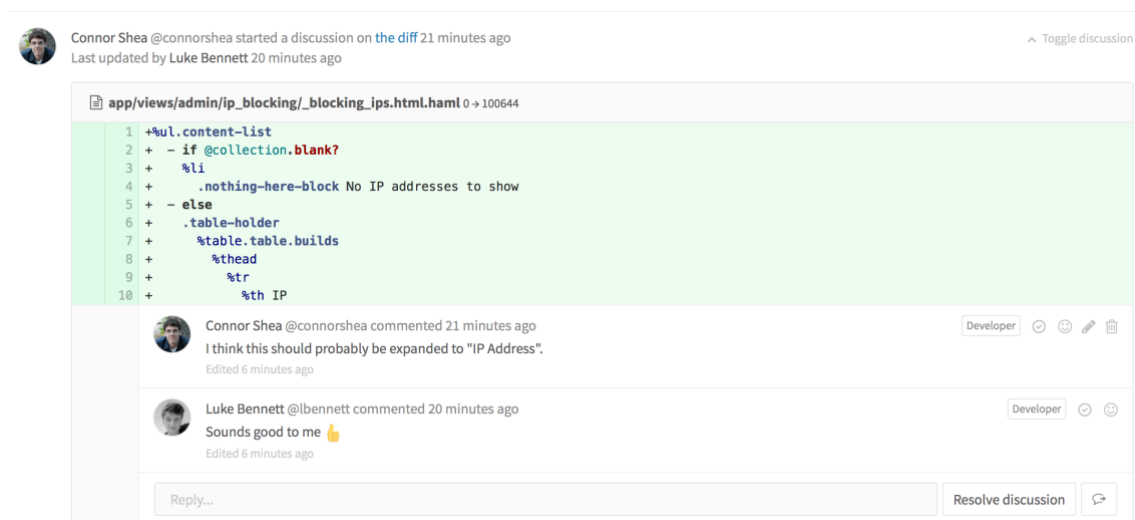 Connor Shea @connorshea started a discussion on the diff 21 minutes ago
Toggle discussion
Last updated by Luke Bennett 20 minutes ago
app/views/admin/ip_blocking/_blocking_ips.html.haml 0 → 100644
1 +%ul.content-list
2 +  - if @collection.blank?
3 +    %li
4 +      .nothing-here-block No IP addresses to show
5 +  - else
6 +    .table-holder
7 +      %table.table.builds
8 +        %thead
9 +          %tr
10 +            %th IP
Connor Shea @connorshea commented 21 minutes ago
Developer
I think this should probably be expanded to "IP Address".
Edited 6 minutes ago
Luke Bennett @lbennett commented 20 minutes ago
Developer
Sounds good to me 👍
Edited 6 minutes ago
Reply...
Resolve discussion